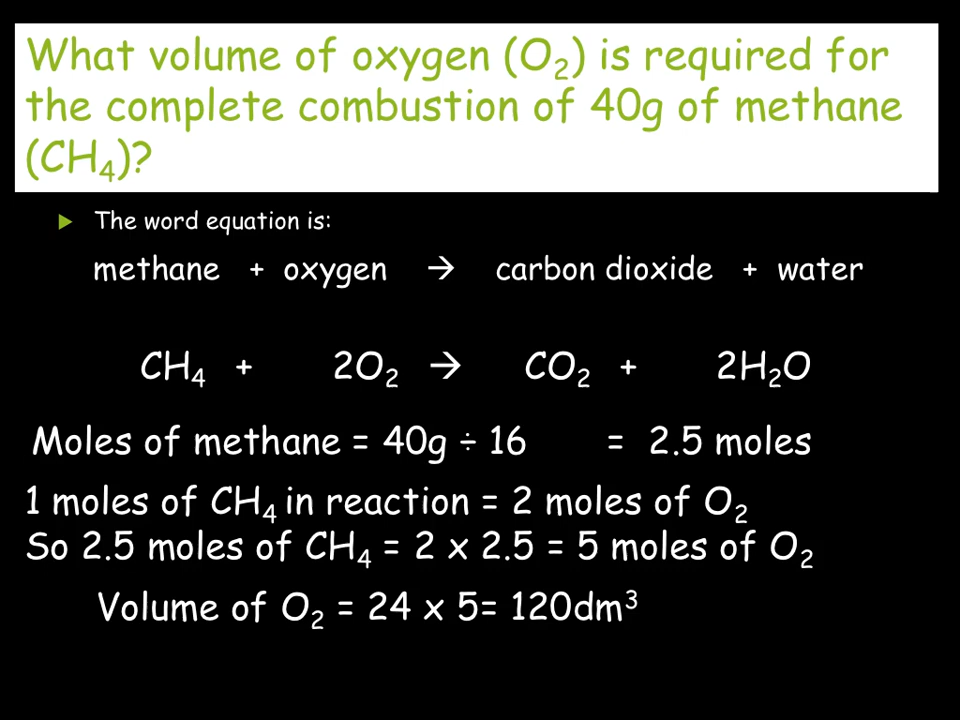 What volume of oxygen (O₂) is required for
the complete combustion of 40g of methane
(CH₄)?
▶ The word equation is:
methane + oxygen → carbon dioxide + water
CH₄ + 2O₂ → CO₂ + 2H₂O
Moles of methane = 40g ÷ 16 = 2.5 moles
1 moles of CH₄ in reaction = 2 moles of O₂
So 2.5 moles of CH₄ = 2 x 2.5 = 5 moles of O₂
Volume of O₂ = 24 x 5= 120dm³